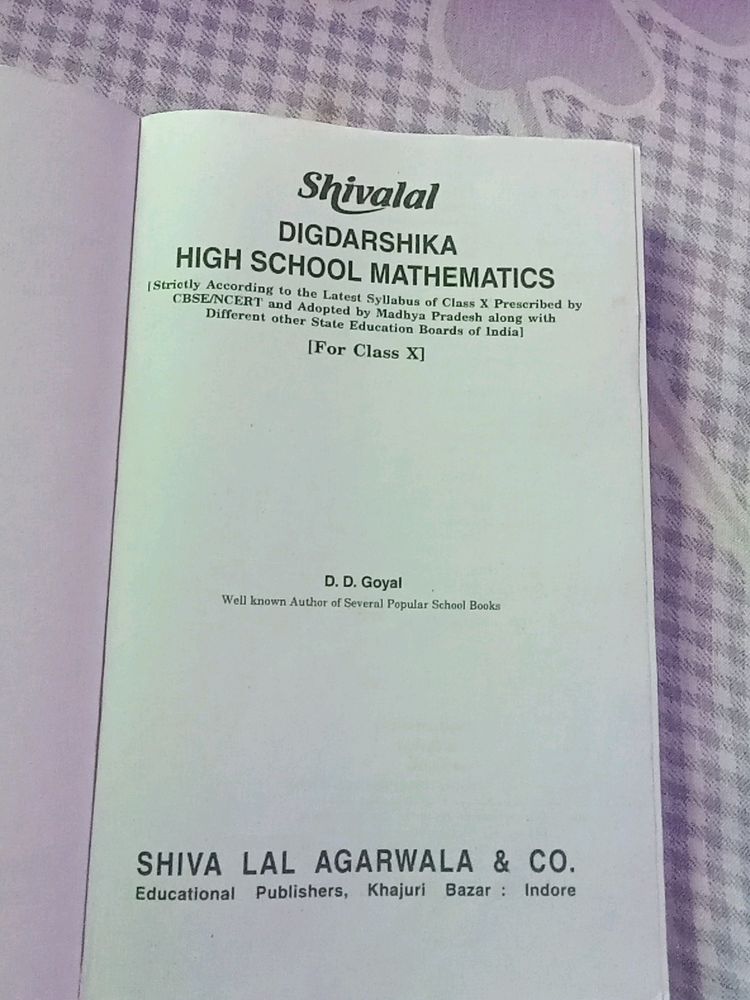 Shivalal
DIGDARSHIKA
HIGH SCHOOL MATHEMATICS
[Strictly According to the Latest Syllabus of Class X Prescribed by
CBSE/NCERT and Adopted by Madhya Pradesh along with
Different other State Education Boards of India]
[For Class X]
D. D. Goyal
Well known Author of Several Popular School Books
SHIVA LAL AGARWALA & CO.
Educational Publishers, Khajuri Bazar : Indore